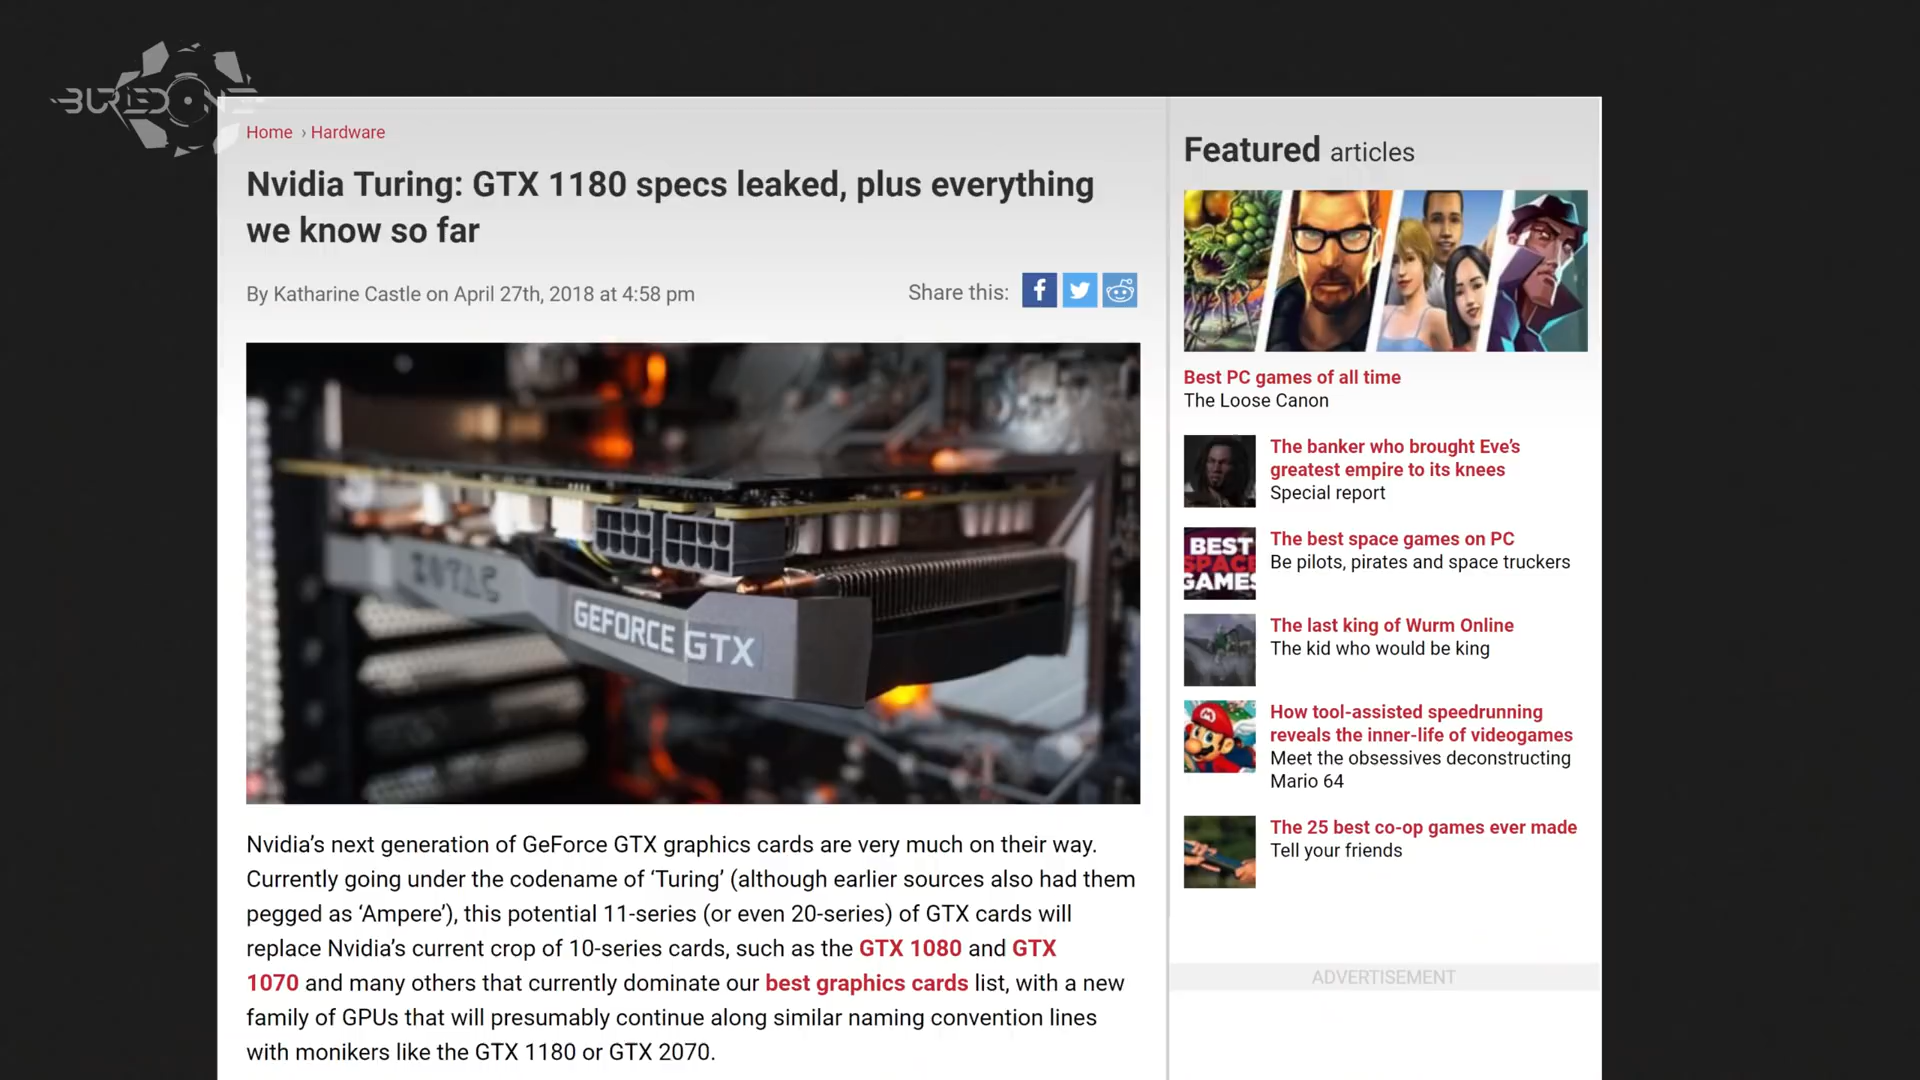 BURIEDONE
Home › Hardware
Nvidia Turing: GTX 1180 specs leaked, plus everything
we know so far
By Katharine Castle on April 27th, 2018 at 4:58 pm
Share this:
ZOTAC
GEFORCE GTX
Nvidia’s next generation of GeForce GTX graphics cards are very much on their way.
Currently going under the codename of ‘Turing’ (although earlier sources also had them
pegged as ‘Ampere’), this potential 11-series (or even 20-series) of GTX cards will
replace Nvidia’s current crop of 10-series cards, such as the GTX 1080 and GTX
1070 and many others that currently dominate our best graphics cards list, with a new
family of GPUs that will presumably continue along similar naming convention lines
with monikers like the GTX 1180 or GTX 2070.
Featured articles
Best PC games of all time
The Loose Canon
The banker who brought Eve’s
greatest empire to its knees
Special report
BEST
SPACE
GAMES
The best space games on PC
Be pilots, pirates and space truckers
The last king of Wurm Online
The kid who would be king
How tool-assisted speedrunning
reveals the inner-life of videogames
Meet the obsessives deconstructing
Mario 64
The 25 best co-op games ever made
Tell your friends
ADVERTISEMENT